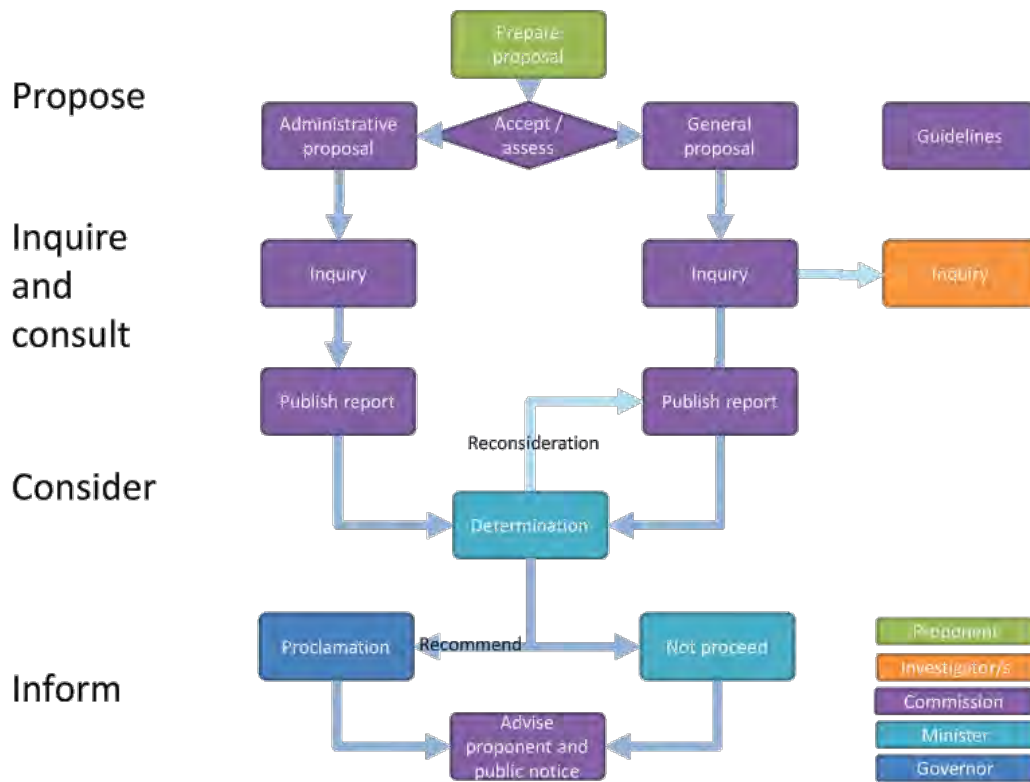 Prepare
proposal
Propose
Administrative
proposal
Accept /
assess
General
proposal
Guidelines
Inquire
and
consult
Inquiry
Inquiry
Inquiry
Publish report
Publish report
Reconsideration
Consider
Determination
Proclamation
Recommend
Not proceed
Inform
Advise
proponent and
public notice
Proponent
Investigator/s
Commission
Minister
Governor